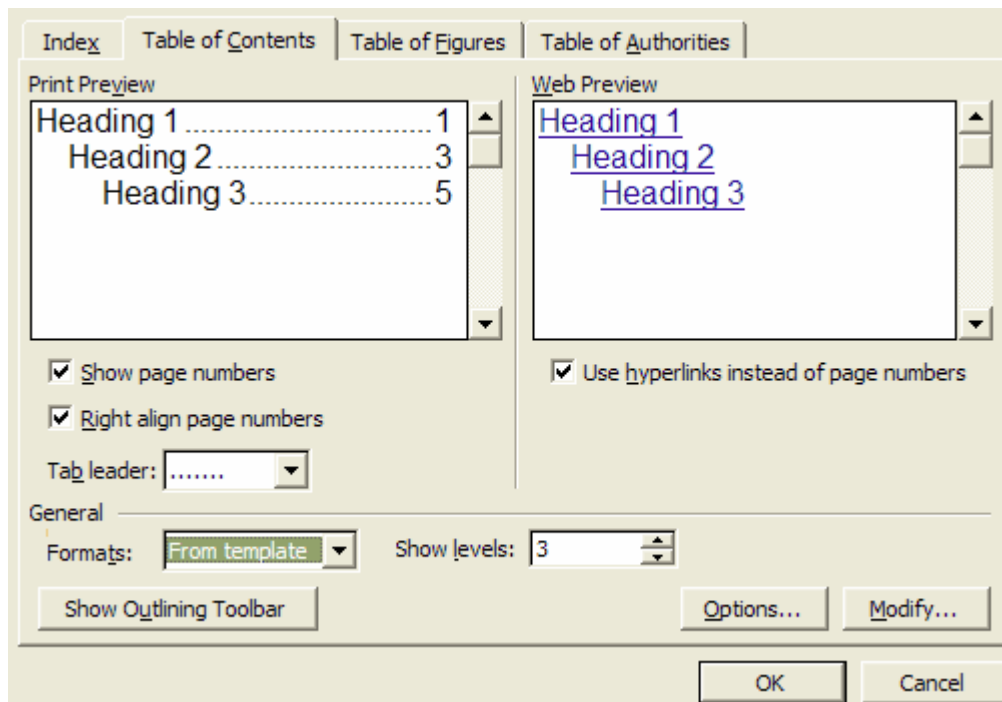 Index Table of Contents Table of Figures Table of Authorities
Print Preview Web Preview
Heading 1...............................1 Heading 1
Heading 2...........................3 Heading 2
Heading 3.......................5 Heading 3
Show page numbers Use hyperlinks instead of page numbers
Right align page numbers
Tab leader: .......
General
Formats: From template Show levels: 3
Show Outlining Toolbar Options... Modify...
OK Cancel